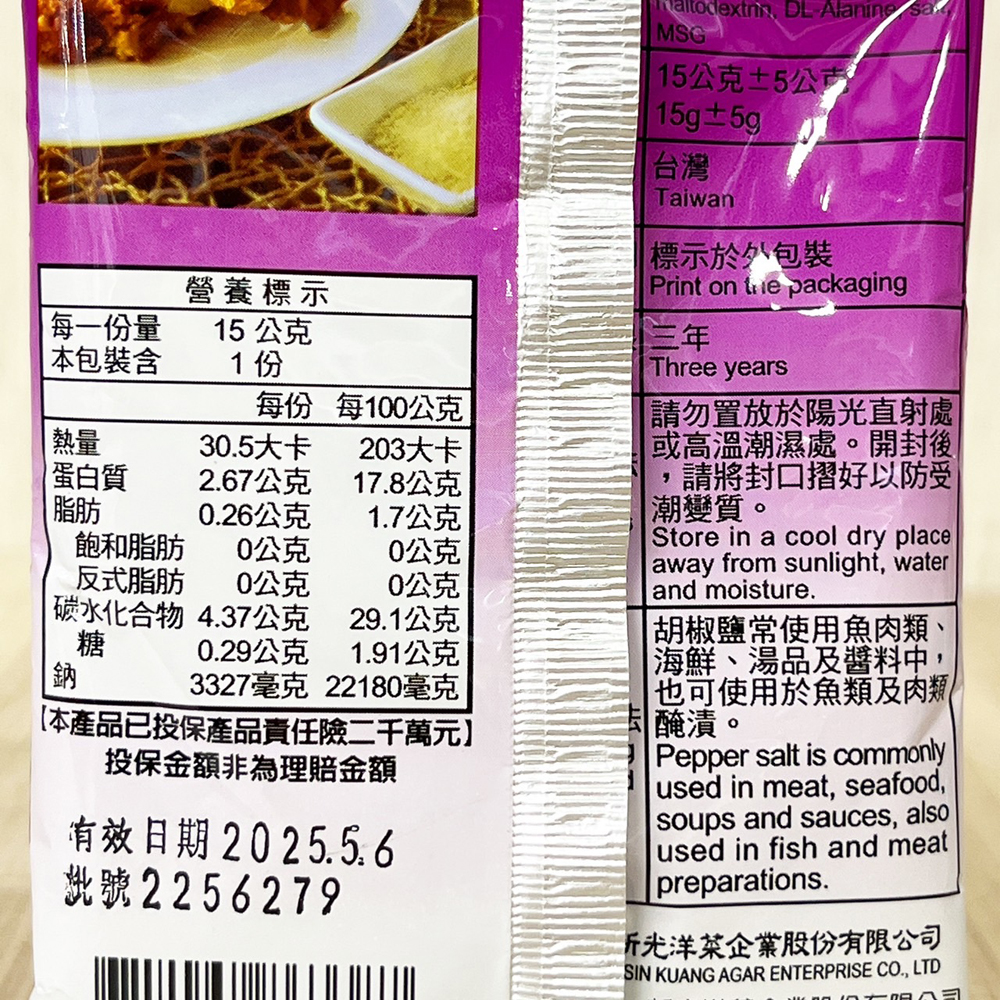 營養標示
每一份量 15 公克
本包裝含 1 份
每份 每100公克
熱量 30.5大卡 203大卡
蛋白質 2.67公克 17.8公克
脂肪 0.26公克 1.7公克
飽和脂肪 0公克 0公克
反式脂肪 0公克 0公克
碳水化合物 4.37公克 29.1公克
糖 0.29公克 1.91公克
鈉 3327毫克 22180毫克
【本產品已投保產品責任險二千萬元】
投保金額非為理賠金額
有效日期 2025.5.6
批號 2256279
maltodextrin, DL-Alanine, salt,
MSG
15公克±5公克
15g±5g
台灣
Taiwan
標示於外包裝
Print on the packaging
三年
Three years
請勿置放於陽光直射處
或高溫潮濕處。開封後
，請將封口摺好以防受
潮變質。
Store in a cool dry place
away from sunlight, water
and moisture.
胡椒鹽常使用魚肉類、
海鮮、湯品及醬料中，
也可使用於魚類及肉類
醃漬。
Pepper salt is commonly
used in meat, seafood,
soups and sauces, also
used in fish and meat
preparations.
光洋菜企業股份有限公司
SIN KUANG AGAR ENTERPRISE CO., LTD